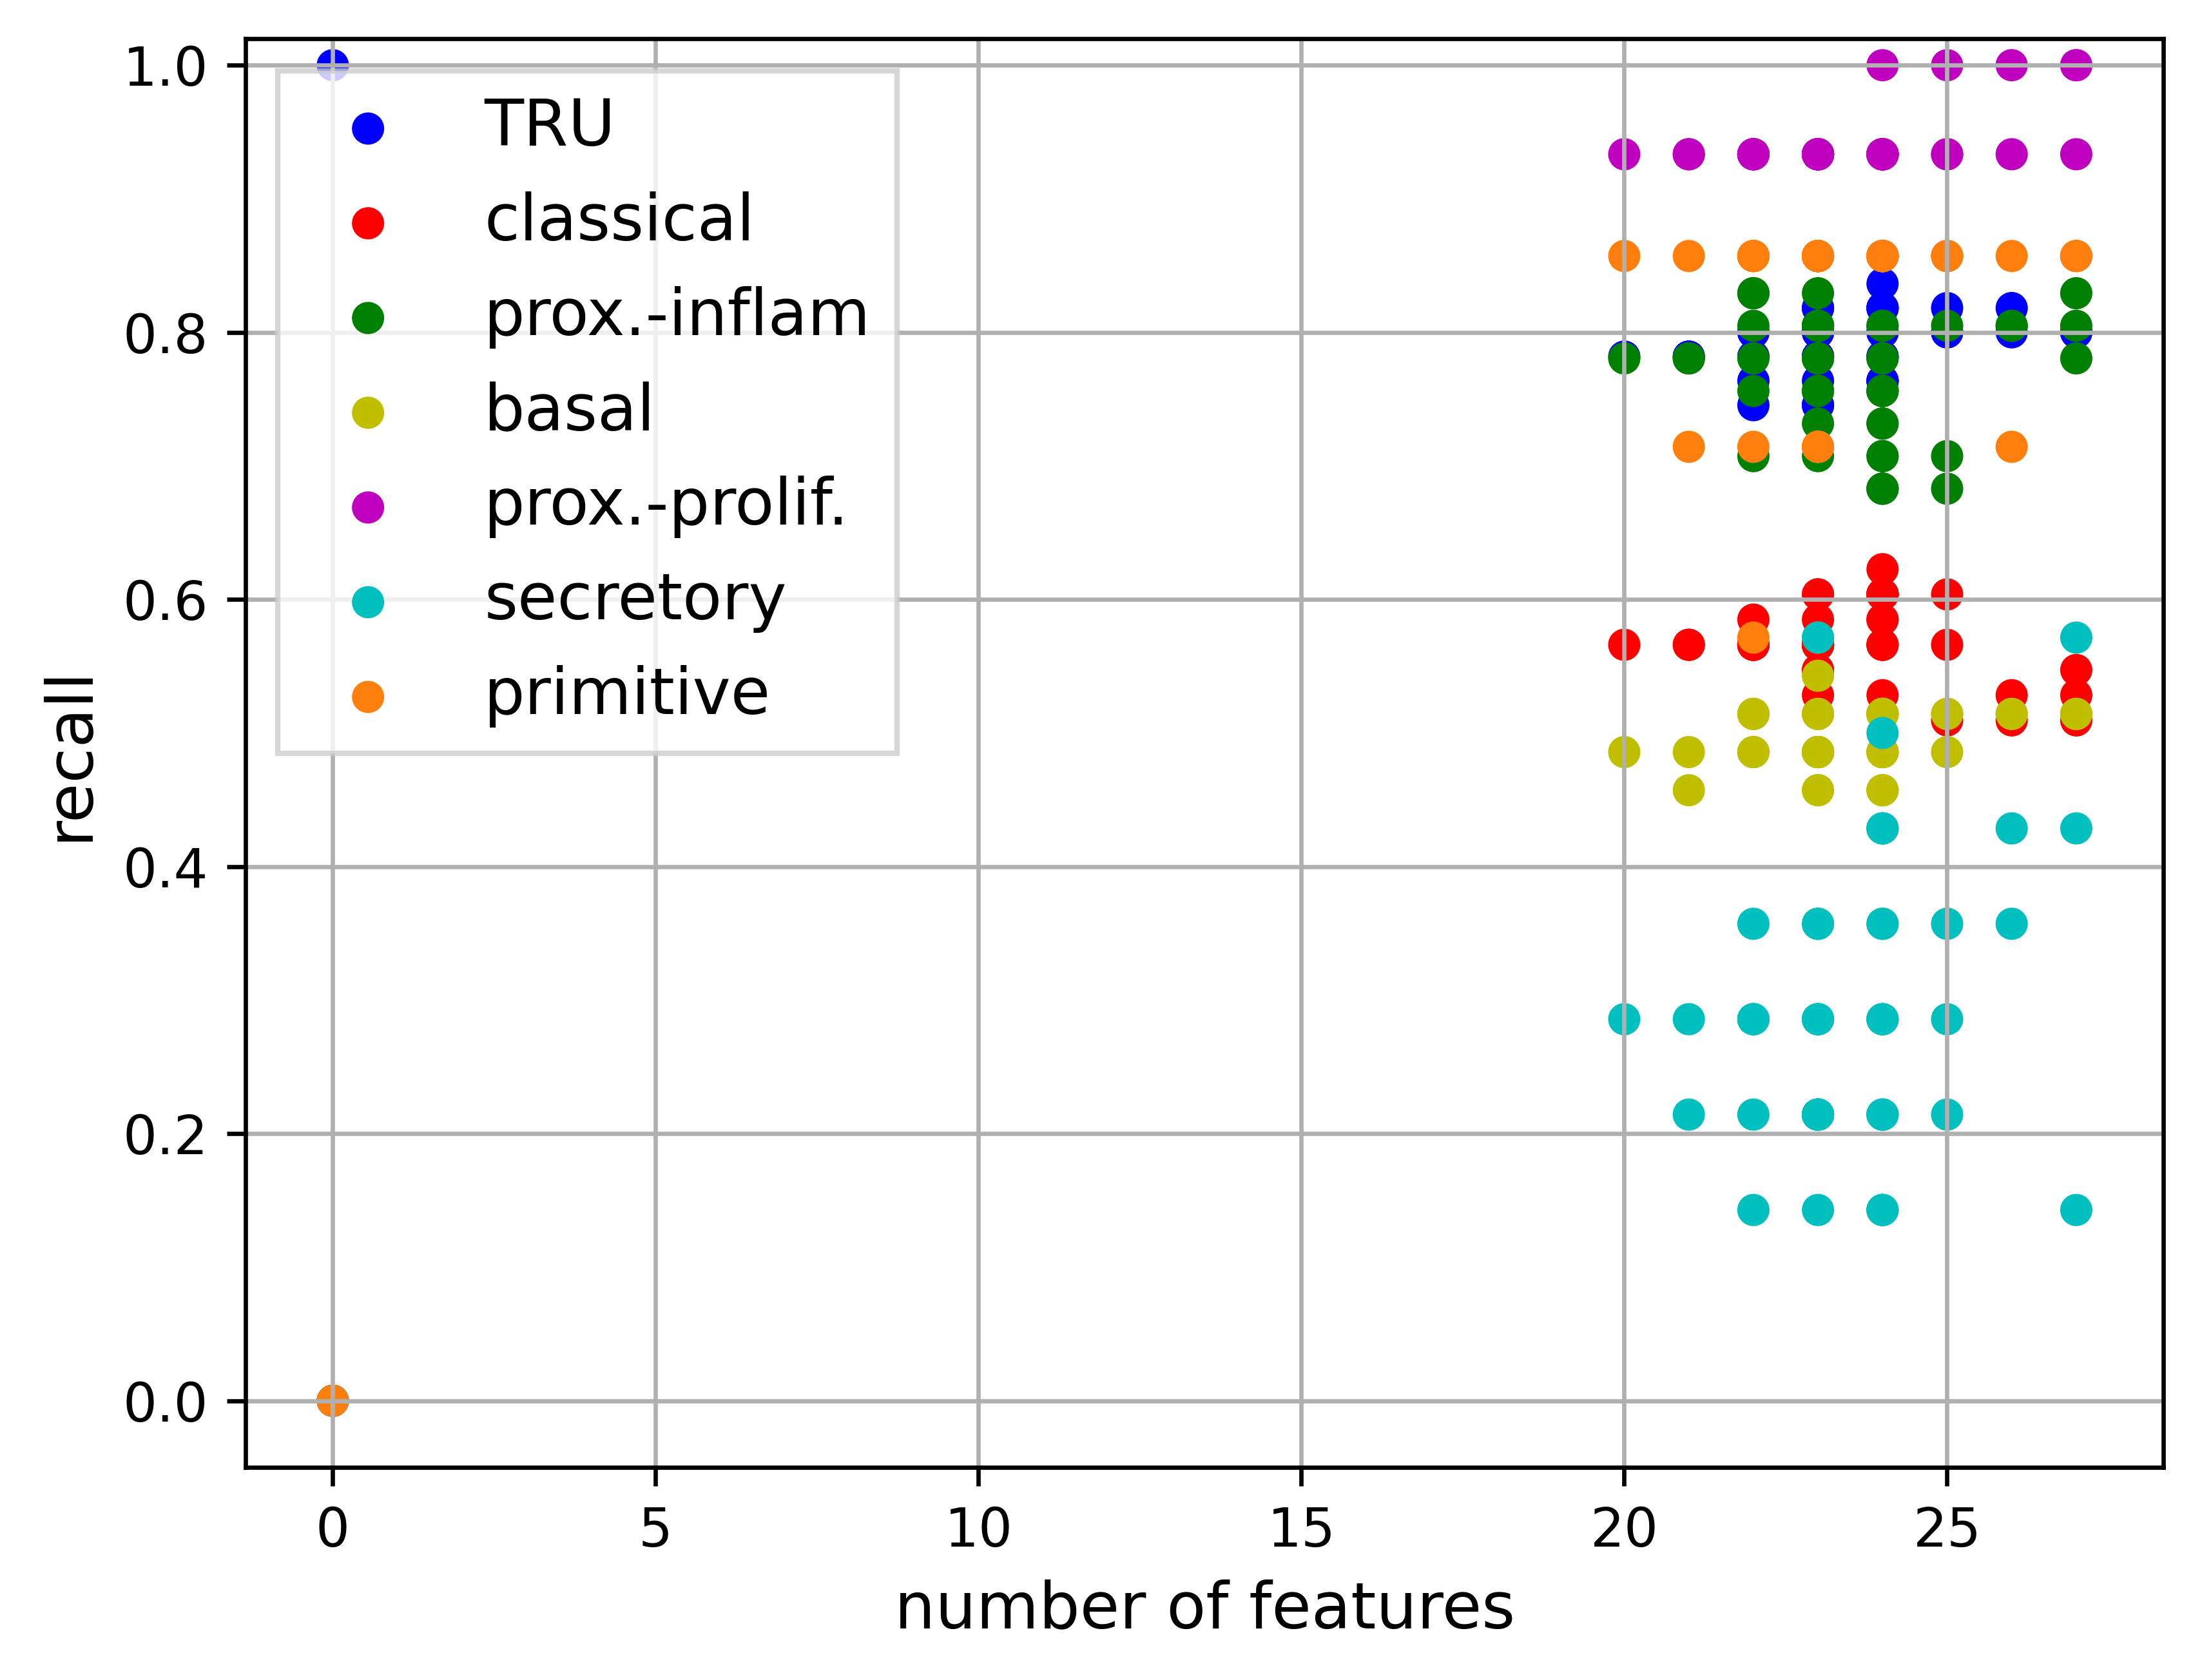 1.0
0.8
0.6
0.4
0.2
0.0
recall
TRU
classical
prox.-inflam
basal
prox.-prolif.
secretory
primitive
0 5 10 15 20 25
number of features